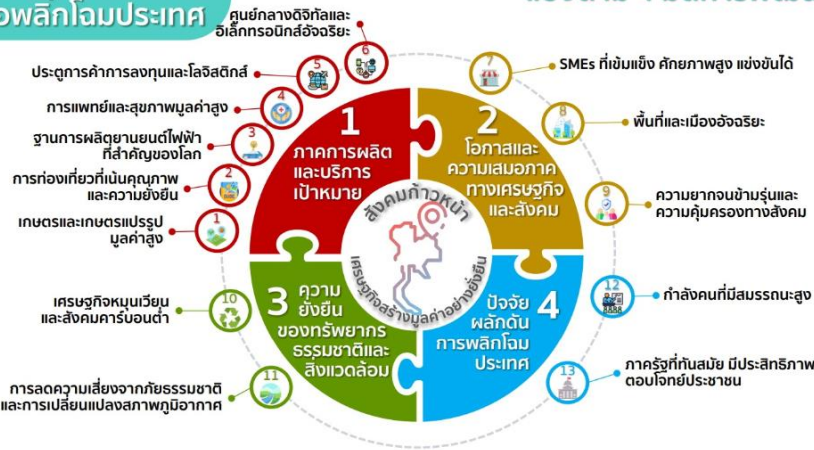 พลิกโฉมประเทศ
ศูนย์กลางดิจิทัลและ
อิเล็กทรอนิกส์อัจฉริยะ
6
ประตูการค้าการลงทุนและโลจิสติกส์
5
การแพทย์และสุขภาพมูลค่าสูง
4
ฐานการผลิตยานยนต์ไฟฟ้า
ที่สำคัญของโลก
3
การท่องเที่ยวที่เน้นคุณภาพ
และความยั่งยืน
2
เกษตรและเกษตรแปรรูป
มูลค่าสูง
1
1
ภาคการผลิต
และบริการ
เป้าหมาย
2
โอกาสและ
ความเสมอภาค
ทางเศรษฐกิจ
และสังคม
7
SMEs ที่เข้มแข็ง ศักยภาพสูง แข่งขันได้
8
พื้นที่และเมืองอัจฉริยะ
9
ความยากจนข้ามรุ่นและ
ความคุ้มครองทางสังคม
สังคมก้าวหน้า
เศรษฐกิจสร้างมูลค่าอย่างยั่งยืน
3
ความ
ยั่งยืน
ของทรัพยากร
ธรรมชาติและ
สิ่งแวดล้อม
10
เศรษฐกิจหมุนเวียน
และสังคมคาร์บอนต่ำ
11
การลดความเสี่ยงจากภัยธรรมชาติ
และการเปลี่ยนแปลงสภาพภูมิอากาศ
4
ปัจจัย
ผลักดัน
การพลิกโฉม
ประเทศ
12
กำลังคนที่มีสมรรถนะสูง
13
ภาครัฐที่ทันสมัย มีประสิทธิภาพ
ตอบโจทย์ประชาชน